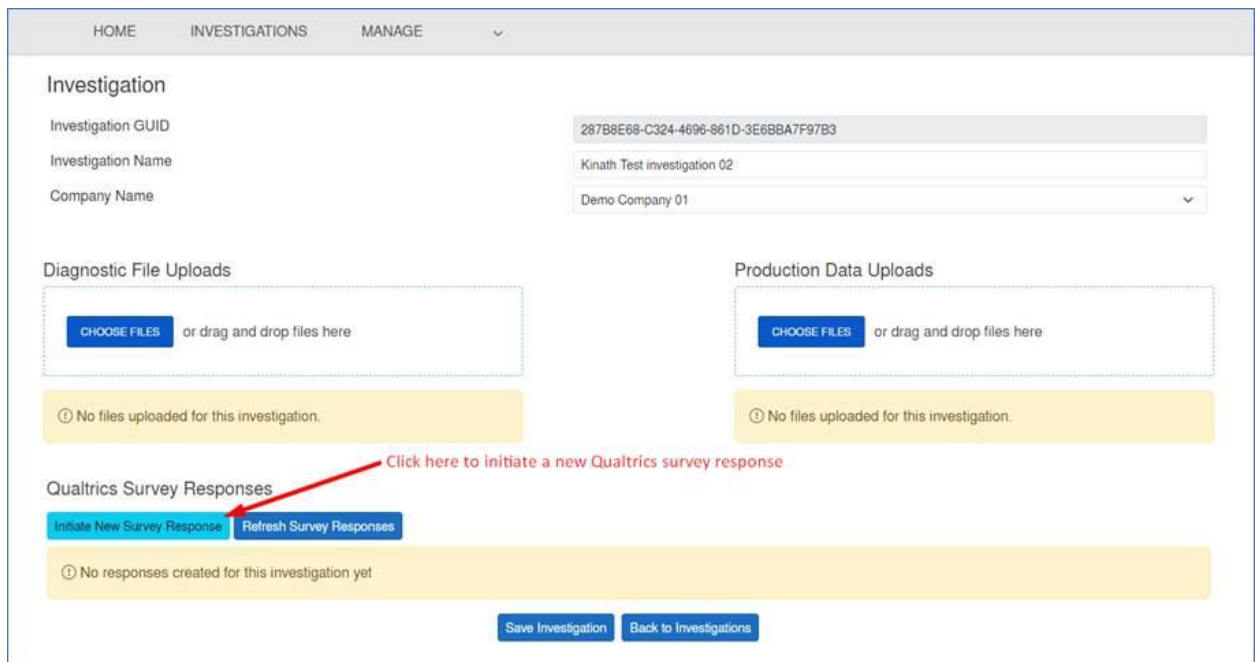 HOME INVESTIGATIONS MANAGE
Investigation
Investigation GUID 287B8E68-C324-4696-861D-3E6BBA7F97B3
Investigation Name Kinath Test investigation 02
Company Name Demo Company 01
Diagnostic File Uploads Production Data Uploads
CHOOSE FILES or drag and drop files here CHOOSE FILES or drag and drop files here
No files uploaded for this investigation. No files uploaded for this investigation.
Click here to initiate a new Qualtrics survey response
Qualtrics Survey Responses
Initiate New Survey Response Refresh Survey Responses
No responses created for this investigation yet
Save Investigation Back to Investigations